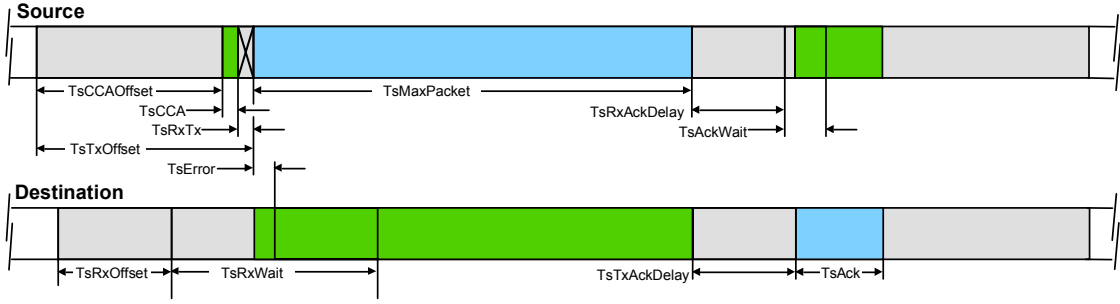 Source
TsCCAOffset
TsMaxPacket
TsCCA
TsRxAckDelay
TsRxTx
TsAckWait
TsTxOffset
TsError
Destination
TsRxOffset
TsRxWait
TsTxAckDelay
TsAck